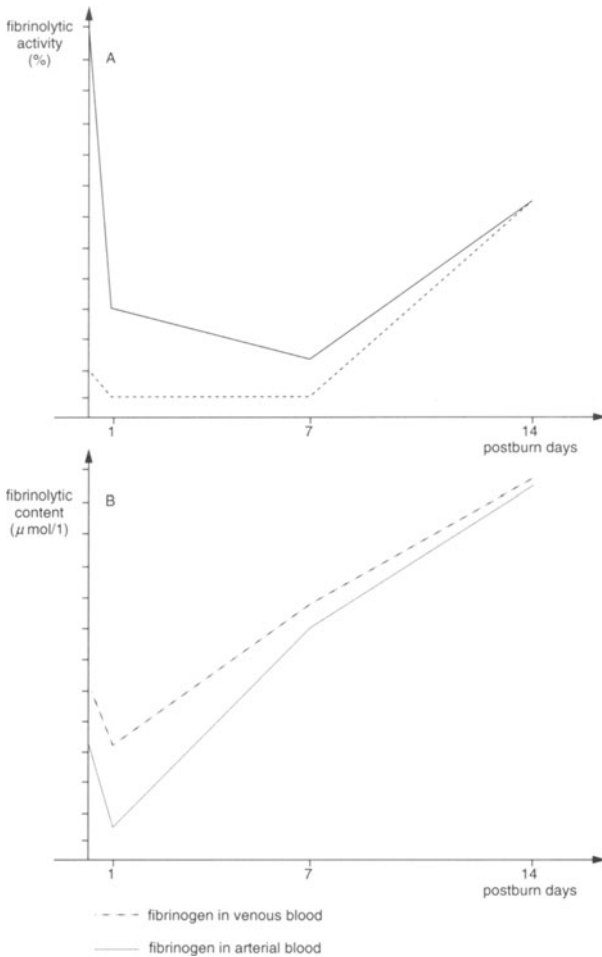 fibrinolytic
activity
(%)
A
1
7
14
postburn days
fibrinolytic
content
(μ mol/1)
B
1
7
14
postburn days
fibrinogen in venous blood
fibrinogen in arterial blood